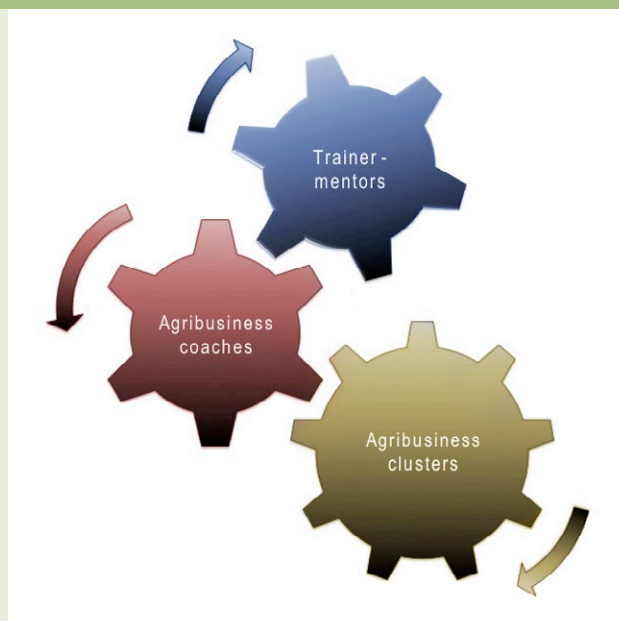 Trainer -
mentors
Agribusiness
coaches
Agribusiness
clusters